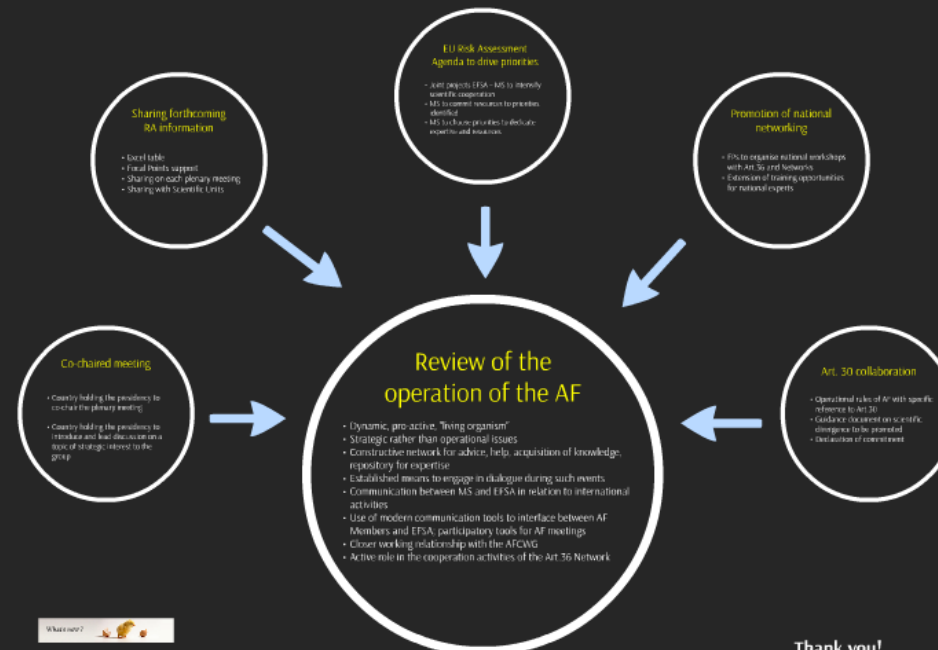 EU Risk Assessment
Agenda to drive priorities
• Joint projects EFSA – MS to intensify
scientific cooperation
• MS to commit resources to priorities
identified
• MS to choose priorities to dedicate
expertise and resources.
Sharing forthcoming
RA information
• Excel table
• Focal Points support
• Sharing on each plenary meeting
• Sharing with Scientific Units
Promotion of national
networking
• FPs to organise national workshops
with Art.36 and Networks
• Extension of training opportunities
for national experts
Co-chaired meeting
• Country holding the presidency to
co-chair the plenary meeting
• Country holding the presidency to
introduce and lead discussion on a
topic of strategic interest to the
group
Review of the
operation of the AF
• Dynamic, pro-active, "living organism"
• Strategic rather than operational issues
• Constructive network for advice, help, acquisition of knowledge,
repository for expertise
• Established means to engage in dialogue during such events
• Communication between MS and EFSA in relation to international
activities
• Use of modern communication tools to interface between AF
Members and EFSA; participatory tools for AF meetings
• Closer working relationship with the AFCWG
• Active role in the cooperation activities of the Art.36 Network
Art. 30 collaboration
• Operational rules of AF with specific
reference to Art.30
• Guidance document on scientific
divergence to be promoted
• Declaration of commitment
What's new?
Thank you!